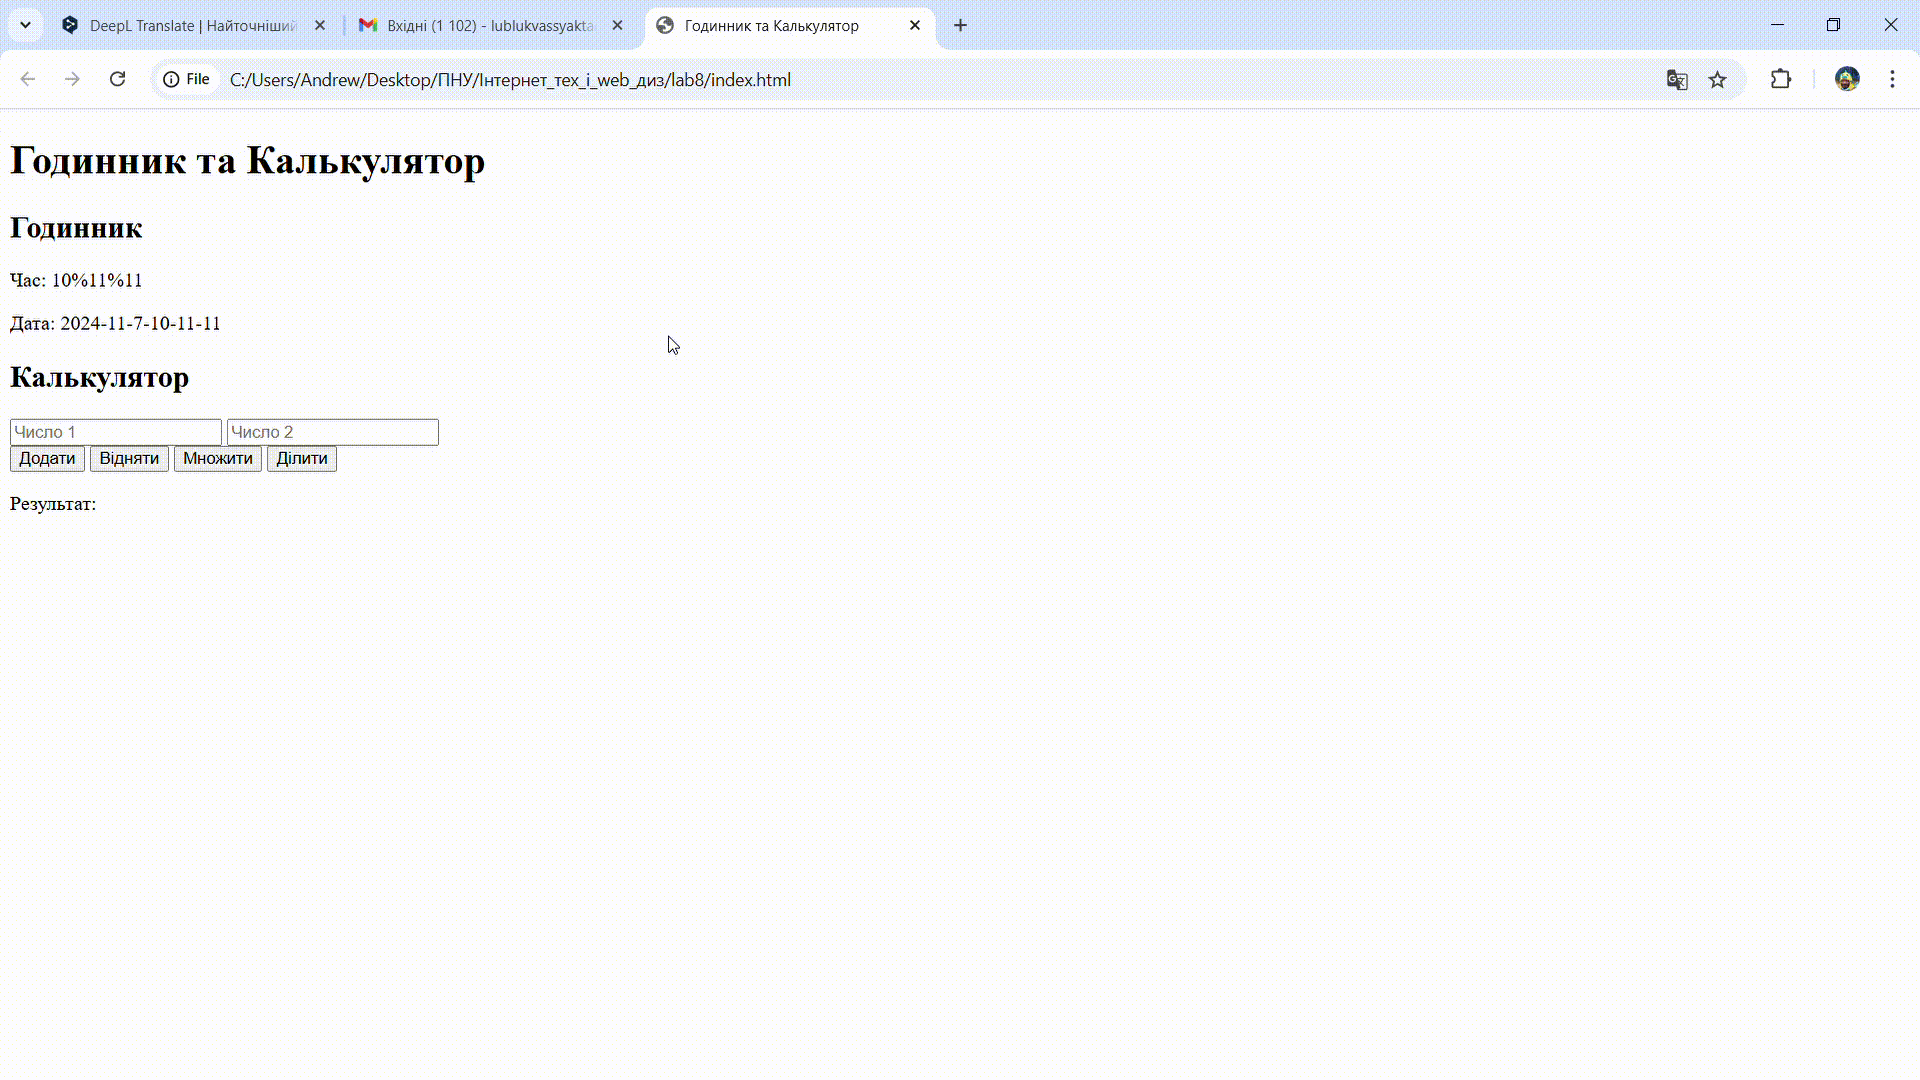 DeepL Translate | Найточніший
Вхідні (1 102) - lublukvassyakta
Годинник та Калькулятор
File
C:/Users/Andrew/Desktop/ПНУ/Інтернет_тех_і_web_диз/lab8/index.html
Годинник та Калькулятор
Годинник
Час: 10%11%11
Дата: 2024-11-7-10-11-11
Калькулятор
Число 1 Число 2
Додати Відняти Множити Ділити
Результат: